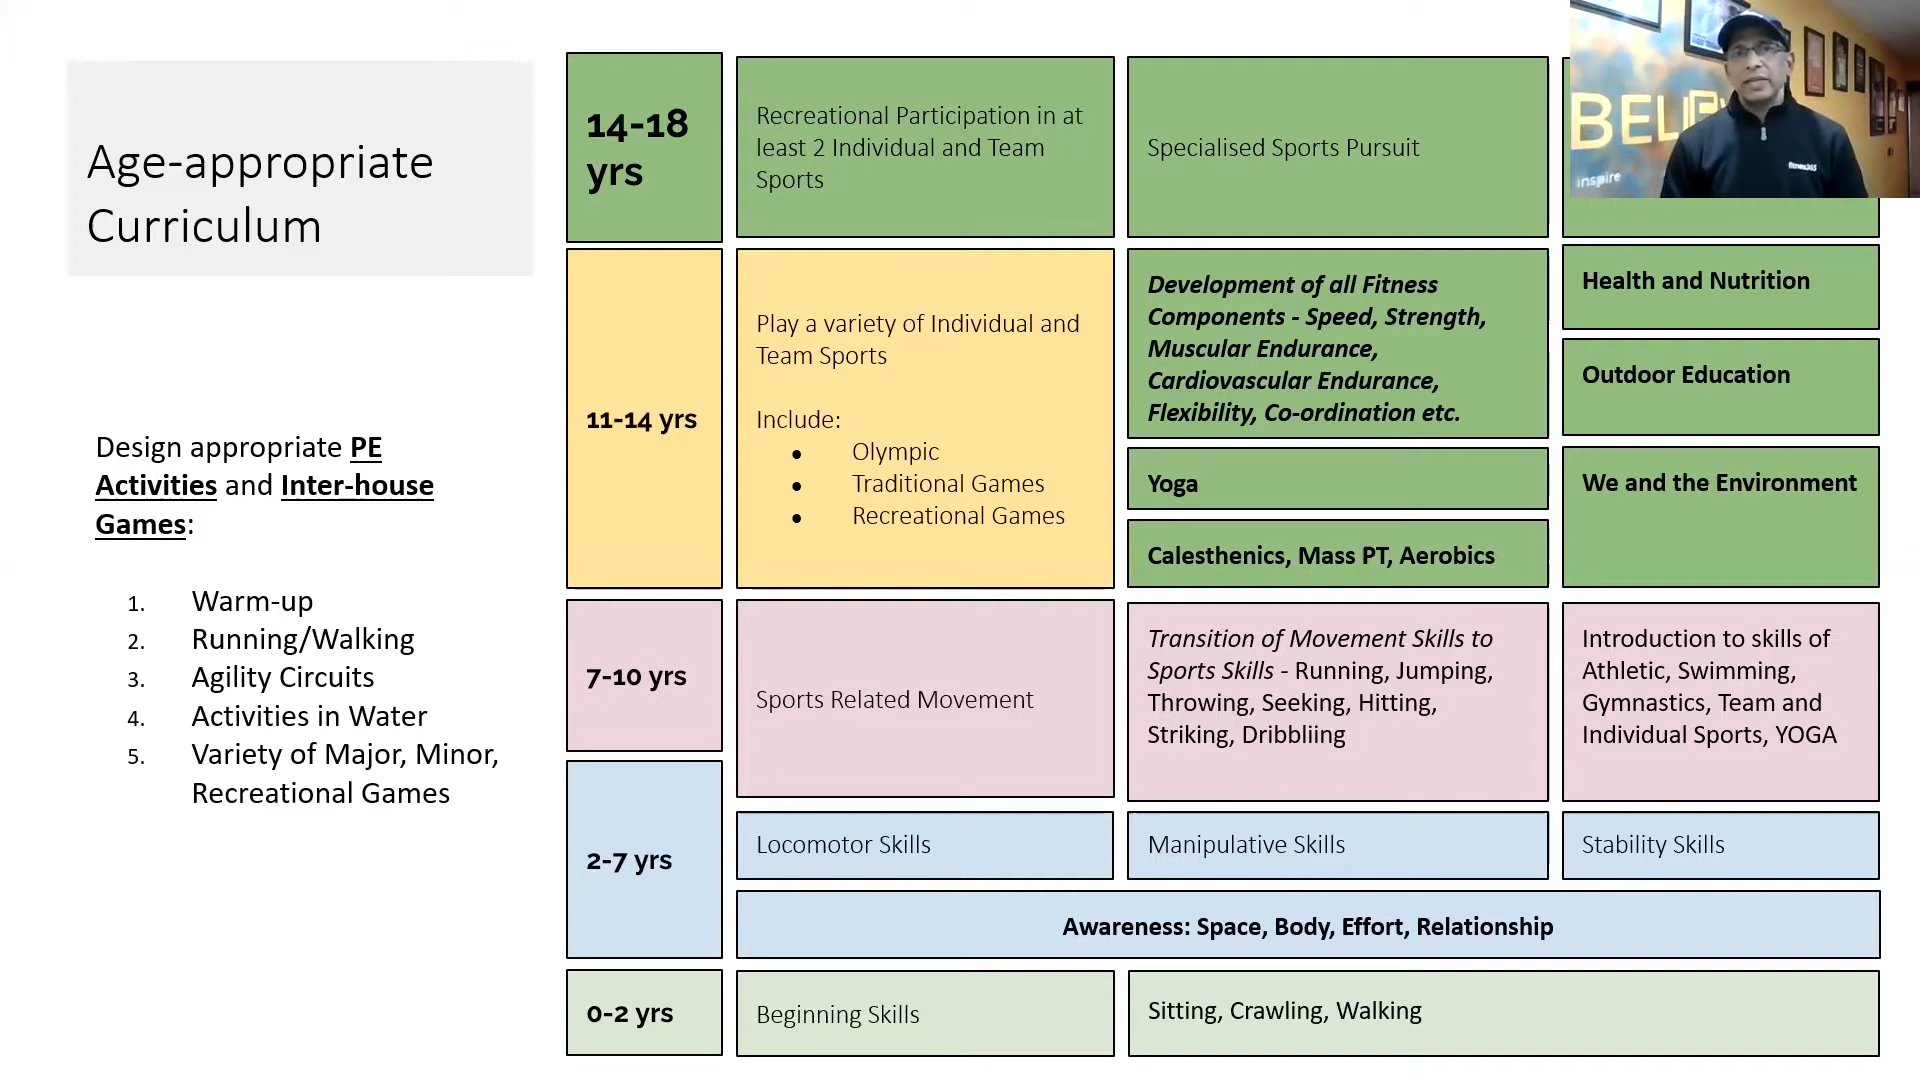 Age-appropriate
Curriculum
Design appropriate PE
Activities and Inter-house
Games:
1. Warm-up
2. Running/Walking
3. Agility Circuits
4. Activities in Water
5. Variety of Major, Minor,
Recreational Games
14-18
yrs
Recreational Participation in at
least 2 Individual and Team
Sports
Specialised Sports Pursuit
11-14 yrs
Play a variety of Individual and
Team Sports
Include:
● Olympic
● Traditional Games
● Recreational Games
Development of all Fitness
Components - Speed, Strength,
Muscular Endurance,
Cardiovascular Endurance,
Flexibility, Co-ordination etc.
Yoga
Calesthenics, Mass PT, Aerobics
Health and Nutrition
Outdoor Education
We and the Environment
7-10 yrs
Sports Related Movement
Transition of Movement Skills to
Sports Skills - Running, Jumping,
Throwing, Seeking, Hitting,
Striking, Dribbliing
Introduction to skills of
Athletic, Swimming,
Gymnastics, Team and
Individual Sports, YOGA
2-7 yrs
Locomotor Skills
Manipulative Skills
Stability Skills
Awareness: Space, Body, Effort, Relationship
0-2 yrs
Beginning Skills
Sitting, Crawling, Walking
inspire
fitness365